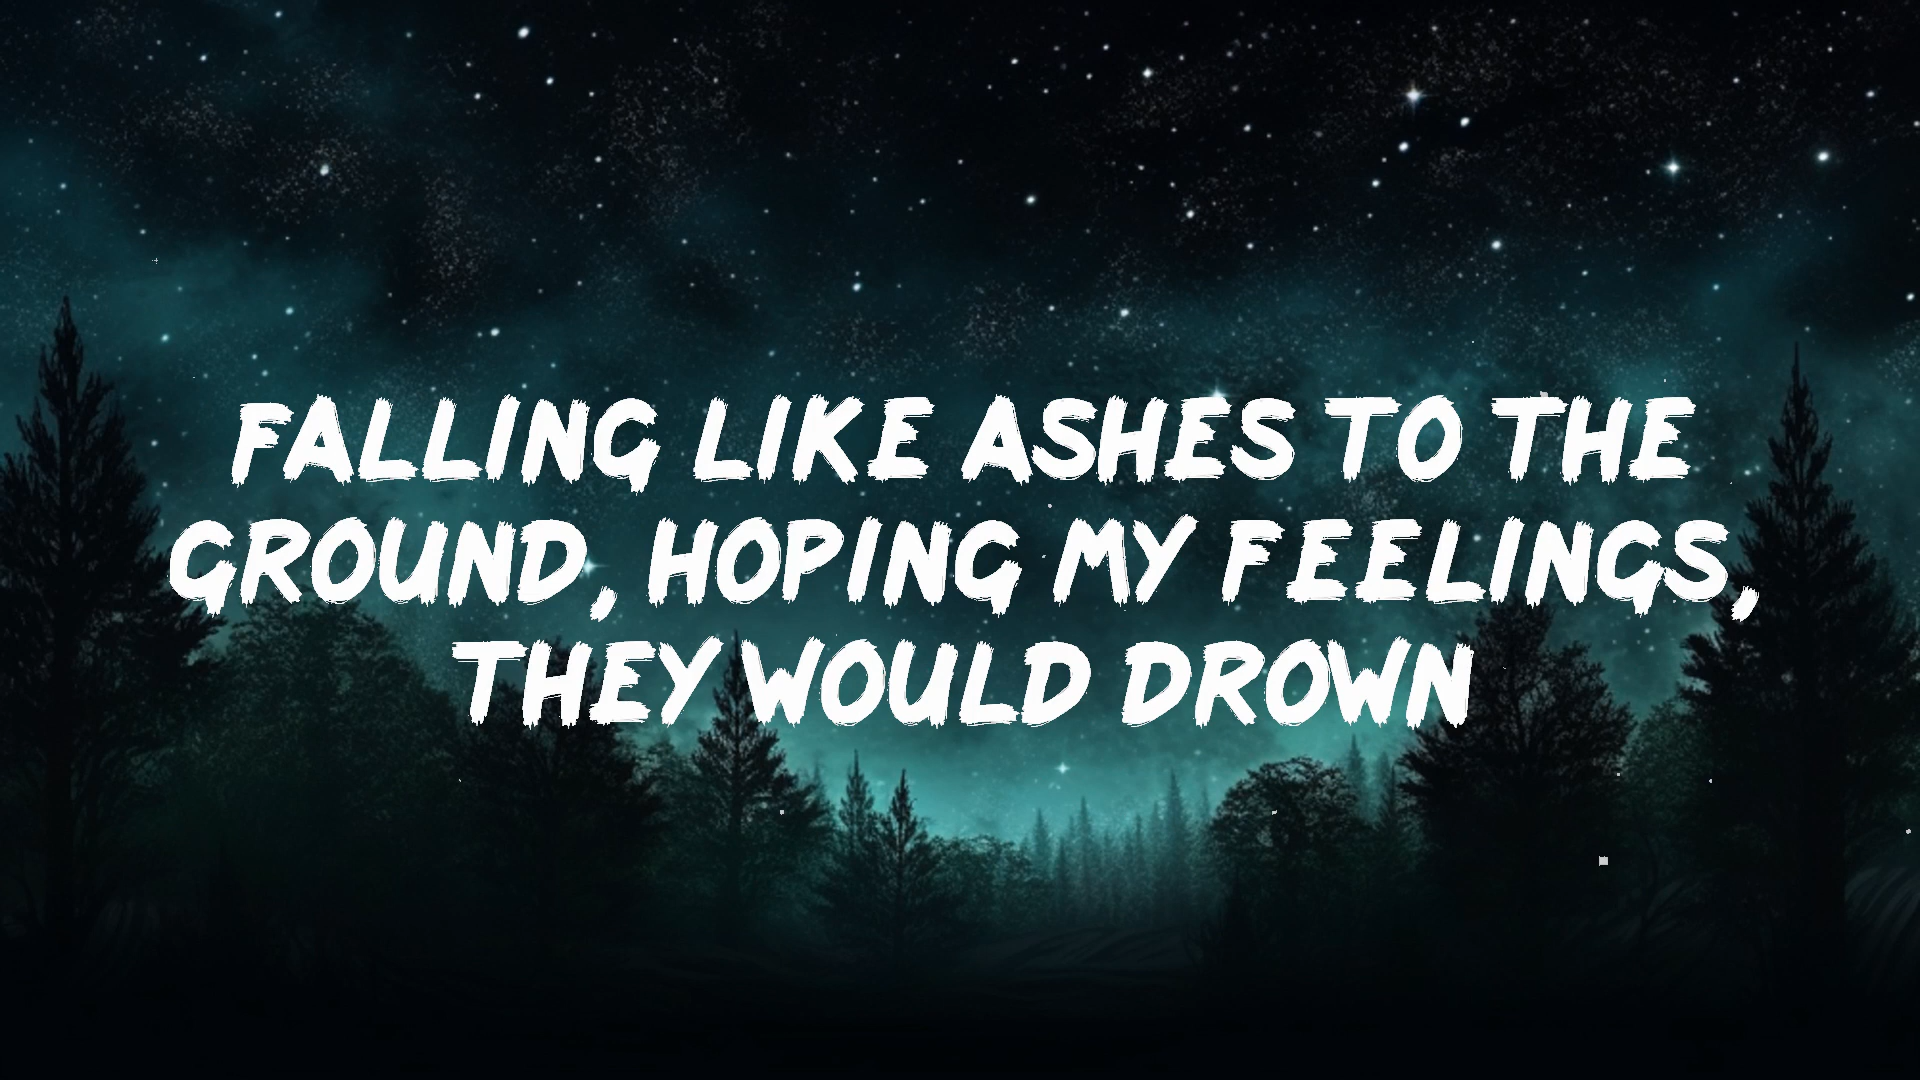 FALLING LIKE ASHES TO THE
GROUND, HOPING MY FEELINGS,
THEY WOULD DROWN